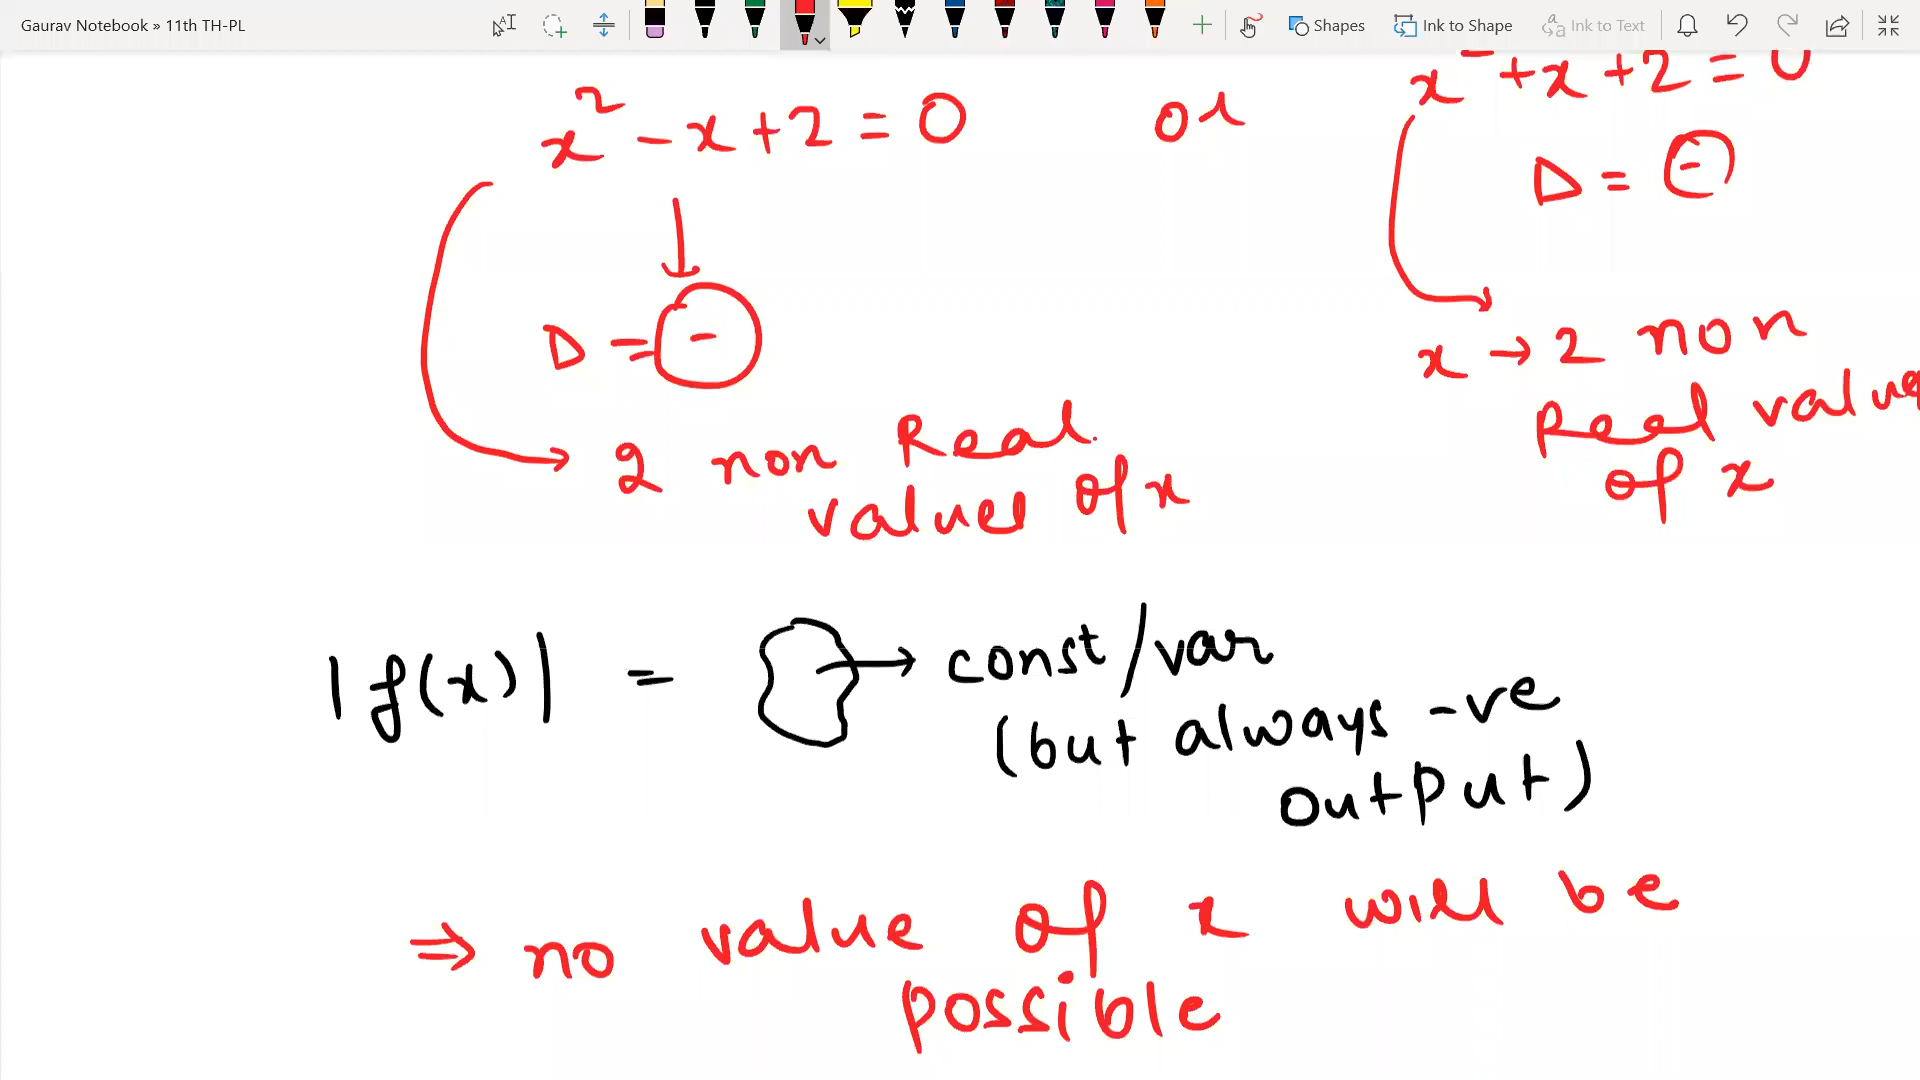 Gaurav Notebook » 11th TH-PL
Shapes
Ink to Shape
Ink to Text
x² - x + 2 = 0 or x² + x + 2 = 0
D = -
D = -
2 non Real
values of x
x → 2 non
Real value
of x
|f(x)| = → const/var
(but always -ve
output)
⇒ no value of x will be
possible